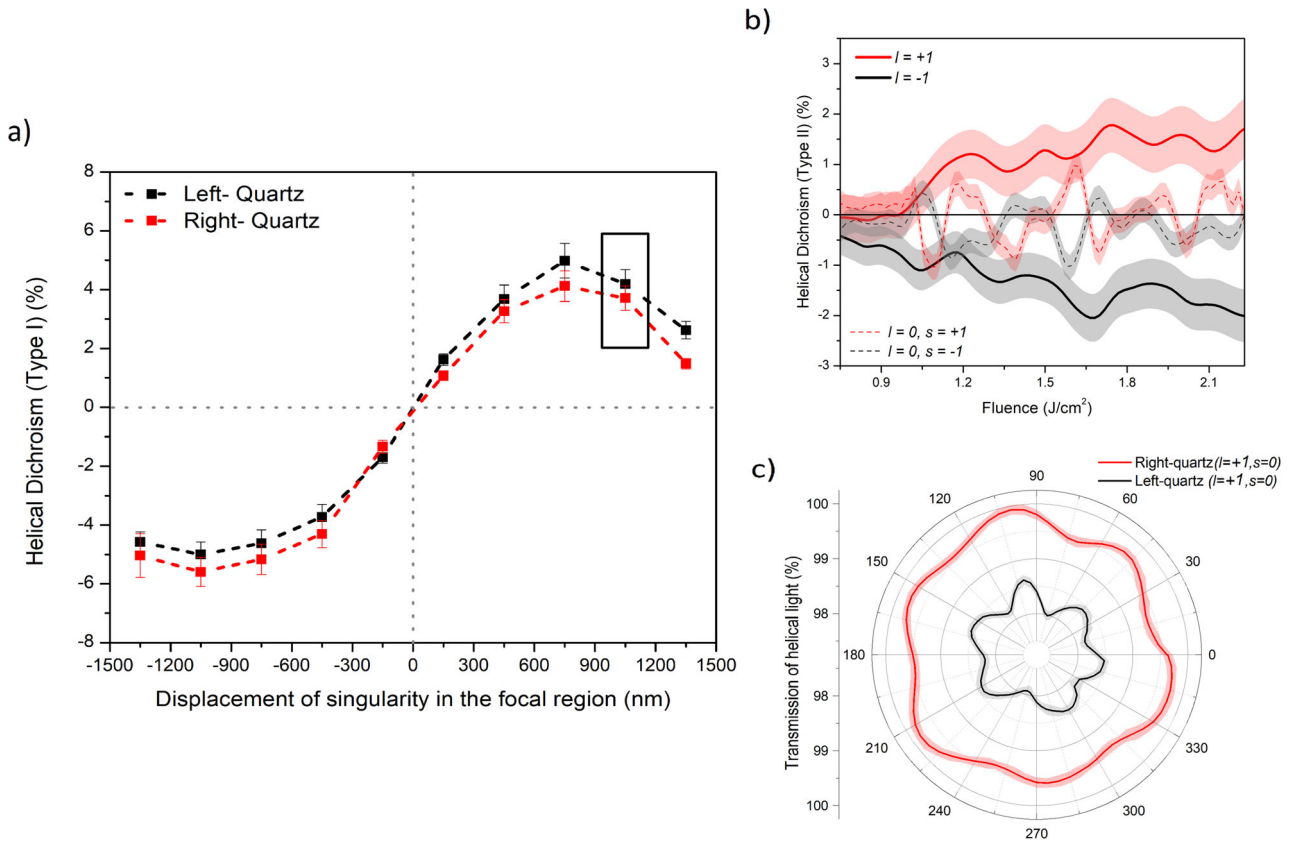 a)
Left- Quartz
Right- Quartz
Helical Dichroism (Type I) (%)
8
6
4
2
0
-2
-4
-6
-8
-1500 -1200 -900 -600 -300 0 300 600 900 1200 1500
Displacement of singularity in the focal region (nm)
b)
l = +1
l = -1
Helical Dichroism (Type II) (%)
3
2
1
0
-1
-2
-3
l = 0, s = +1
l = 0, s = -1
0.9 1.2 1.5 1.8 2.1
Fluence (J/cm²)
c)
Right-quartz(l=+1,s=0)
Left-quartz (l=+1,s=0)
Transmission of helical light (%)
100
99
98
98
99
100
90
60
30
0
330
300
270
240
210
180
150
120